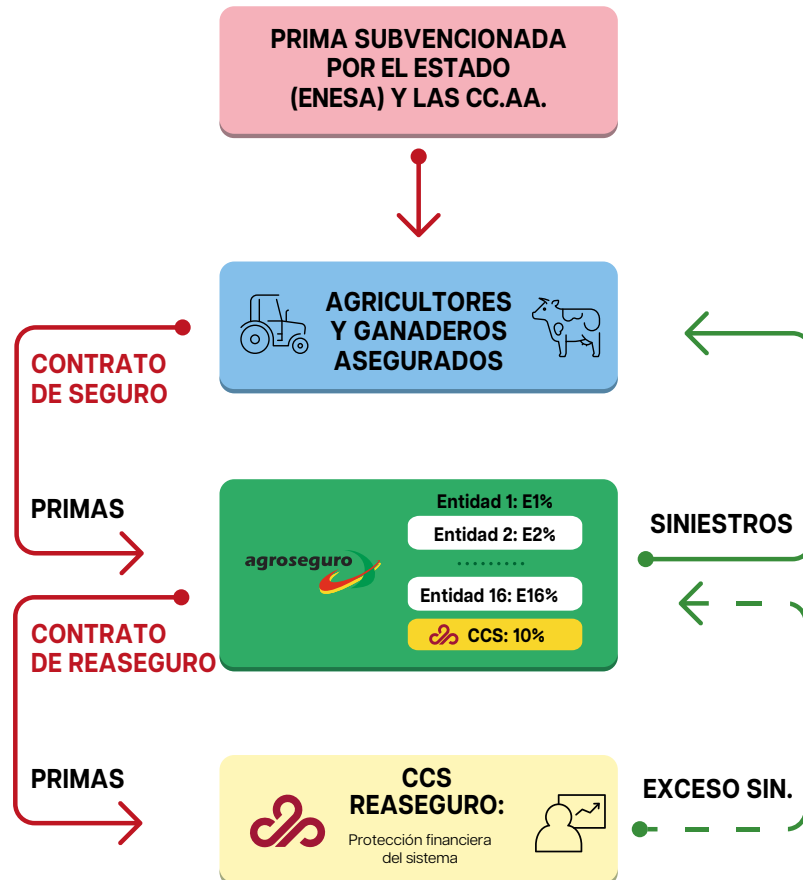 PRIMA SUBVENCIONADA
POR EL ESTADO
(ENESA) Y LAS CC.AA.
AGRICULTORES
Y GANADEROS
ASEGURADOS
CONTRATO
DE SEGURO
PRIMAS
agroseguro
Entidad 1: E1%
Entidad 2: E2%
.........
Entidad 16: E16%
CCS: 10%
SINIESTROS
CONTRATO
DE REASEGURO
PRIMAS
CCS
REASEGURO:
Protección financiera
del sistema
EXCESO SIN.